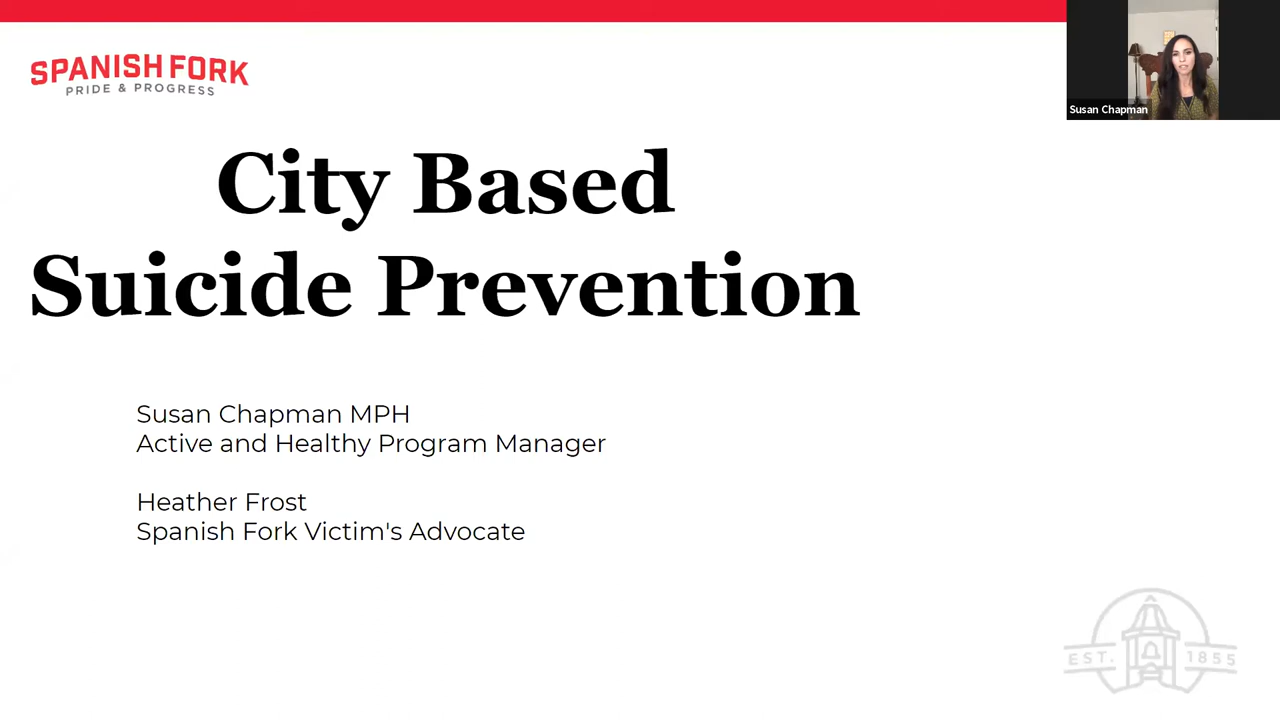 SPANISH FORK
PRIDE & PROGRESS
Susan Chapman
City Based
Suicide Prevention
Susan Chapman MPH
Active and Healthy Program Manager
Heather Frost
Spanish Fork Victim's Advocate
EST. 1855